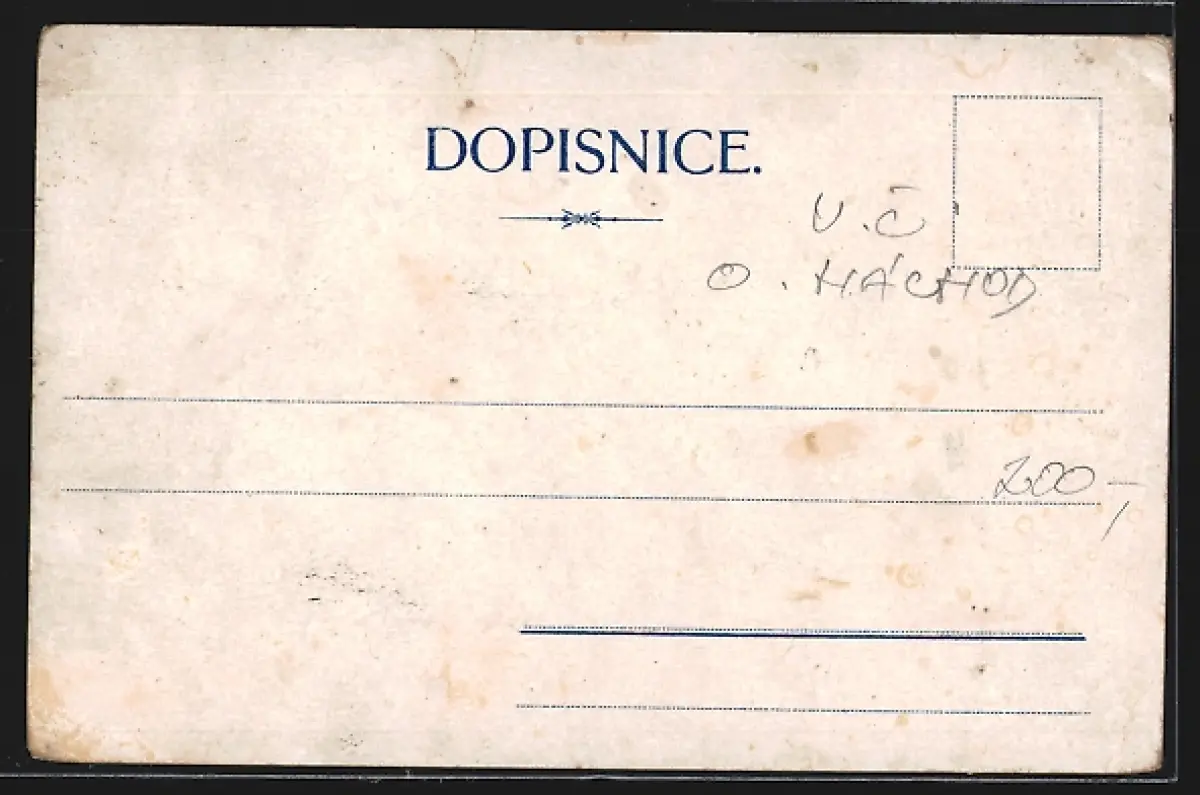 DOPISNICE.
V.Č
O. NÁCHOD
200,-